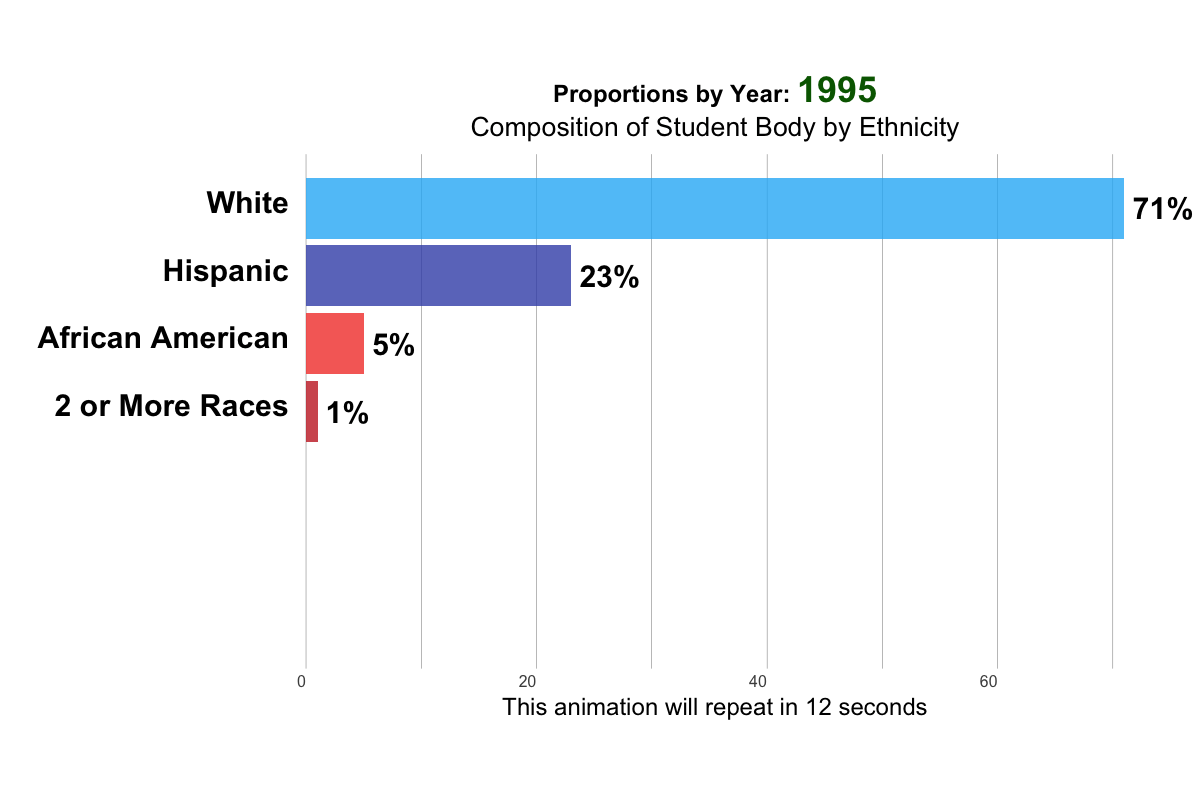 Proportions by Year: 1995
Composition of Student Body by Ethnicity
White 71%
Hispanic 23%
African American 5%
2 or More Races 1%
0 20 40 60
This animation will repeat in 12 seconds